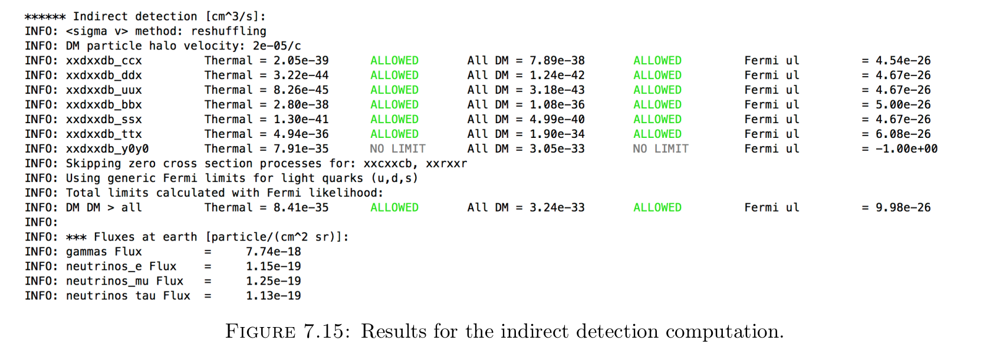 ****** Indirect detection [cm^3/s]:
INFO: <sigma v> method: reshuffling
INFO: DM particle halo velocity: 2e-05/c
INFO: xxdxxdb_ccx Thermal = 2.05e-39 ALLOWED All DM = 7.89e-38 ALLOWED Fermi ul = 4.54e-26
INFO: xxdxxdb_ddx Thermal = 3.22e-44 ALLOWED All DM = 1.24e-42 ALLOWED Fermi ul = 4.67e-26
INFO: xxdxxdb_uux Thermal = 8.26e-45 ALLOWED All DM = 3.18e-43 ALLOWED Fermi ul = 4.67e-26
INFO: xxdxxdb_bbx Thermal = 2.80e-38 ALLOWED All DM = 1.08e-36 ALLOWED Fermi ul = 5.00e-26
INFO: xxdxxdb_ssx Thermal = 1.30e-41 ALLOWED All DM = 4.99e-40 ALLOWED Fermi ul = 4.67e-26
INFO: xxdxxdb_ttx Thermal = 4.94e-36 ALLOWED All DM = 1.90e-34 ALLOWED Fermi ul = 6.08e-26
INFO: xxdxxdb_y0y0 Thermal = 7.91e-35 NO LIMIT All DM = 3.05e-33 NO LIMIT Fermi ul = -1.00e+00
INFO: Skipping zero cross section processes for: xxcxxcb, xxrxxr
INFO: Using generic Fermi limits for light quarks (u,d,s)
INFO: Total limits calculated with Fermi likelihood:
INFO: DM DM > all Thermal = 8.41e-35 ALLOWED All DM = 3.24e-33 ALLOWED Fermi ul = 9.98e-26
INFO:
INFO: *** Fluxes at earth [particle/(cm^2 sr)]:
INFO: gammas Flux = 7.74e-18
INFO: neutrinos_e Flux = 1.15e-19
INFO: neutrinos_mu Flux = 1.25e-19
INFO: neutrinos tau Flux = 1.13e-19
FIGURE 7.15: Results for the indirect detection computation.